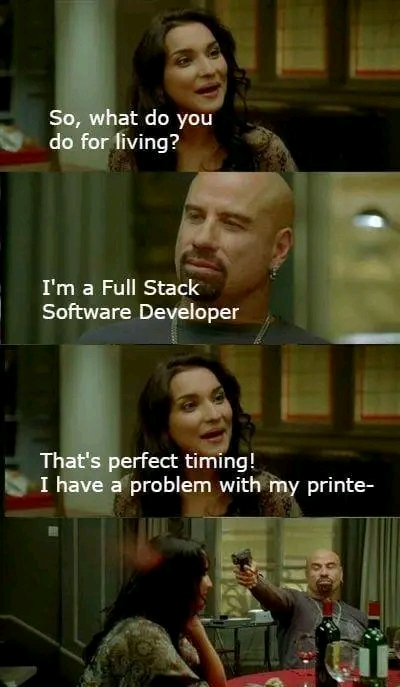 So, what do you
do for living?
I'm a Full Stack
Software Developer
That's perfect timing!
I have a problem with my printe-